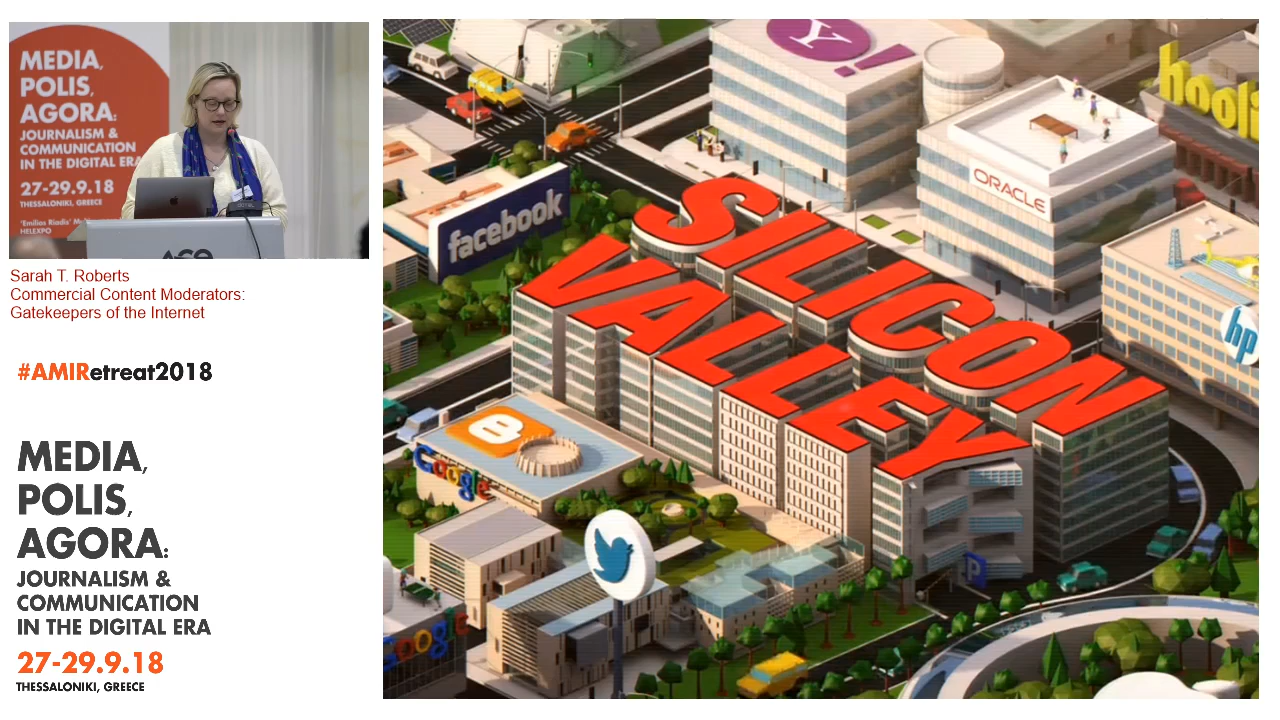 MEDIA,
POLIS,
AGORA:
JOURNALISM &
COMMUNICATION
IN THE DIGITAL ERA
27-29.9.18
THESSALONIKI, GREECE
HELEXPO
Sarah T. Roberts
Commercial Content Moderators:
Gatekeepers of the Internet
#AMIRetreat2018
MEDIA,
POLIS,
AGORA:
JOURNALISM &
COMMUNICATION
IN THE DIGITAL ERA
27-29.9.18
THESSALONIKI, GREECE
Y!
hooli
ORACLE
facebook
SILICON
VALLEY
hp
Google
P
Google